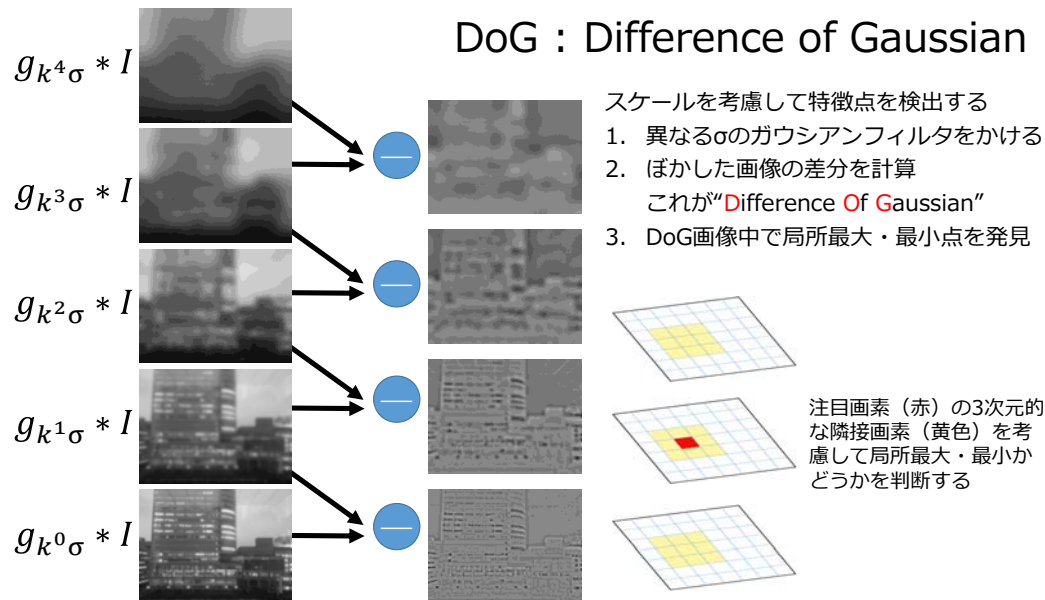 DoG : Difference of Gaussian
g_{k^4σ} * I
g_{k^3σ} * I
g_{k^2σ} * I
g_{k^1σ} * I
g_{k^0σ} * I
スケールを考慮して特徴点を検出する
1. 異なるσのガウシアンフィルタをかける
2. ぼかした画像の差分を計算
これが“Difference Of Gaussian”
3. DoG画像中で局所最大・最小点を発見
注目画素（赤）の3次元的
な隣接画素（黄色）を考
慮して局所最大・最小か
どうかを判断する